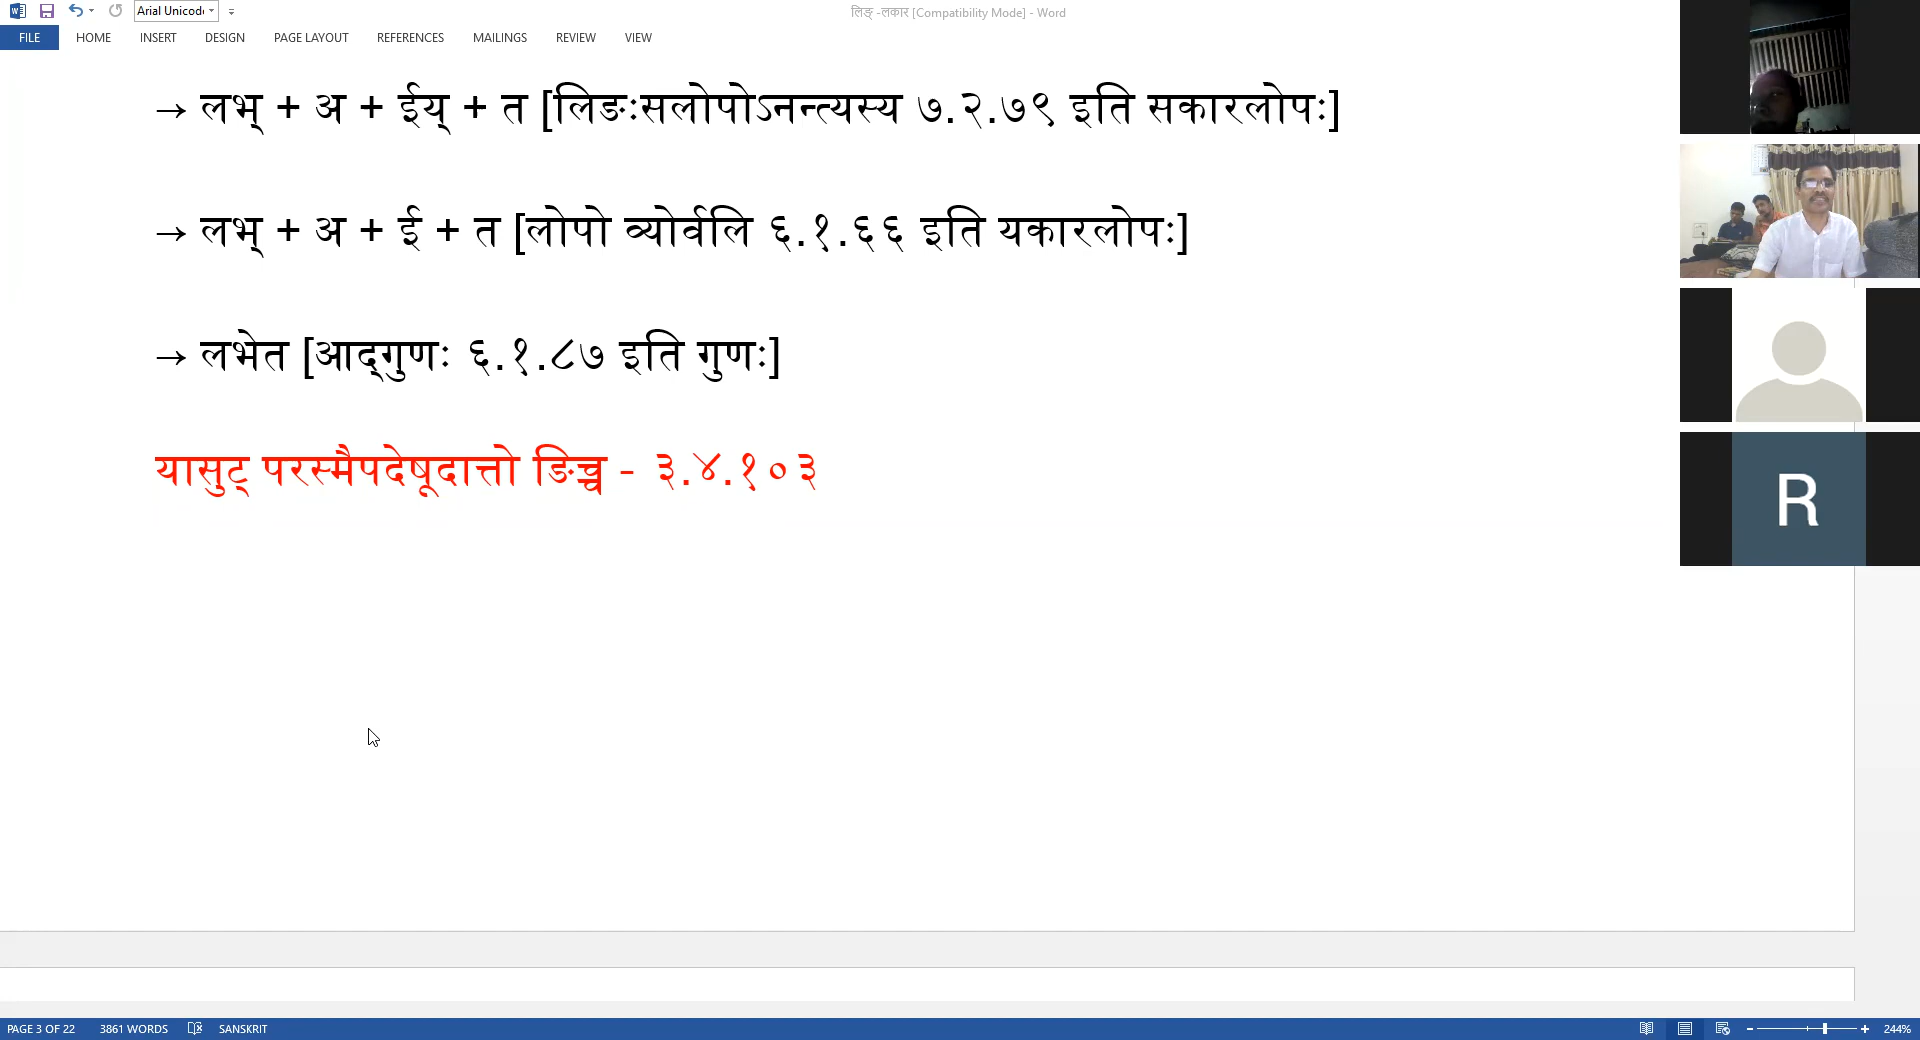 Arial Unicode
लिङ् -लकार [Compatibility Mode] - Word
FILE HOME INSERT DESIGN PAGE LAYOUT REFERENCES MAILINGS REVIEW VIEW
→ लभ् + अ + ईय् + त [लिङःसलोपोऽनन्त्यस्य ७.२.७९ इति सकारलोपः]
→ लभ् + अ + ई + त [लोपो व्योर्वलि ६.१.६६ इति यकारलोपः]
→ लभेत [आद्गुणः ६.१.८७ इति गुणः]
यासुट् परस्मैपदेषूदात्तो ङिच्च - ३.४.१०३
R
PAGE 3 OF 22 3861 WORDS SANSKRIT 244%